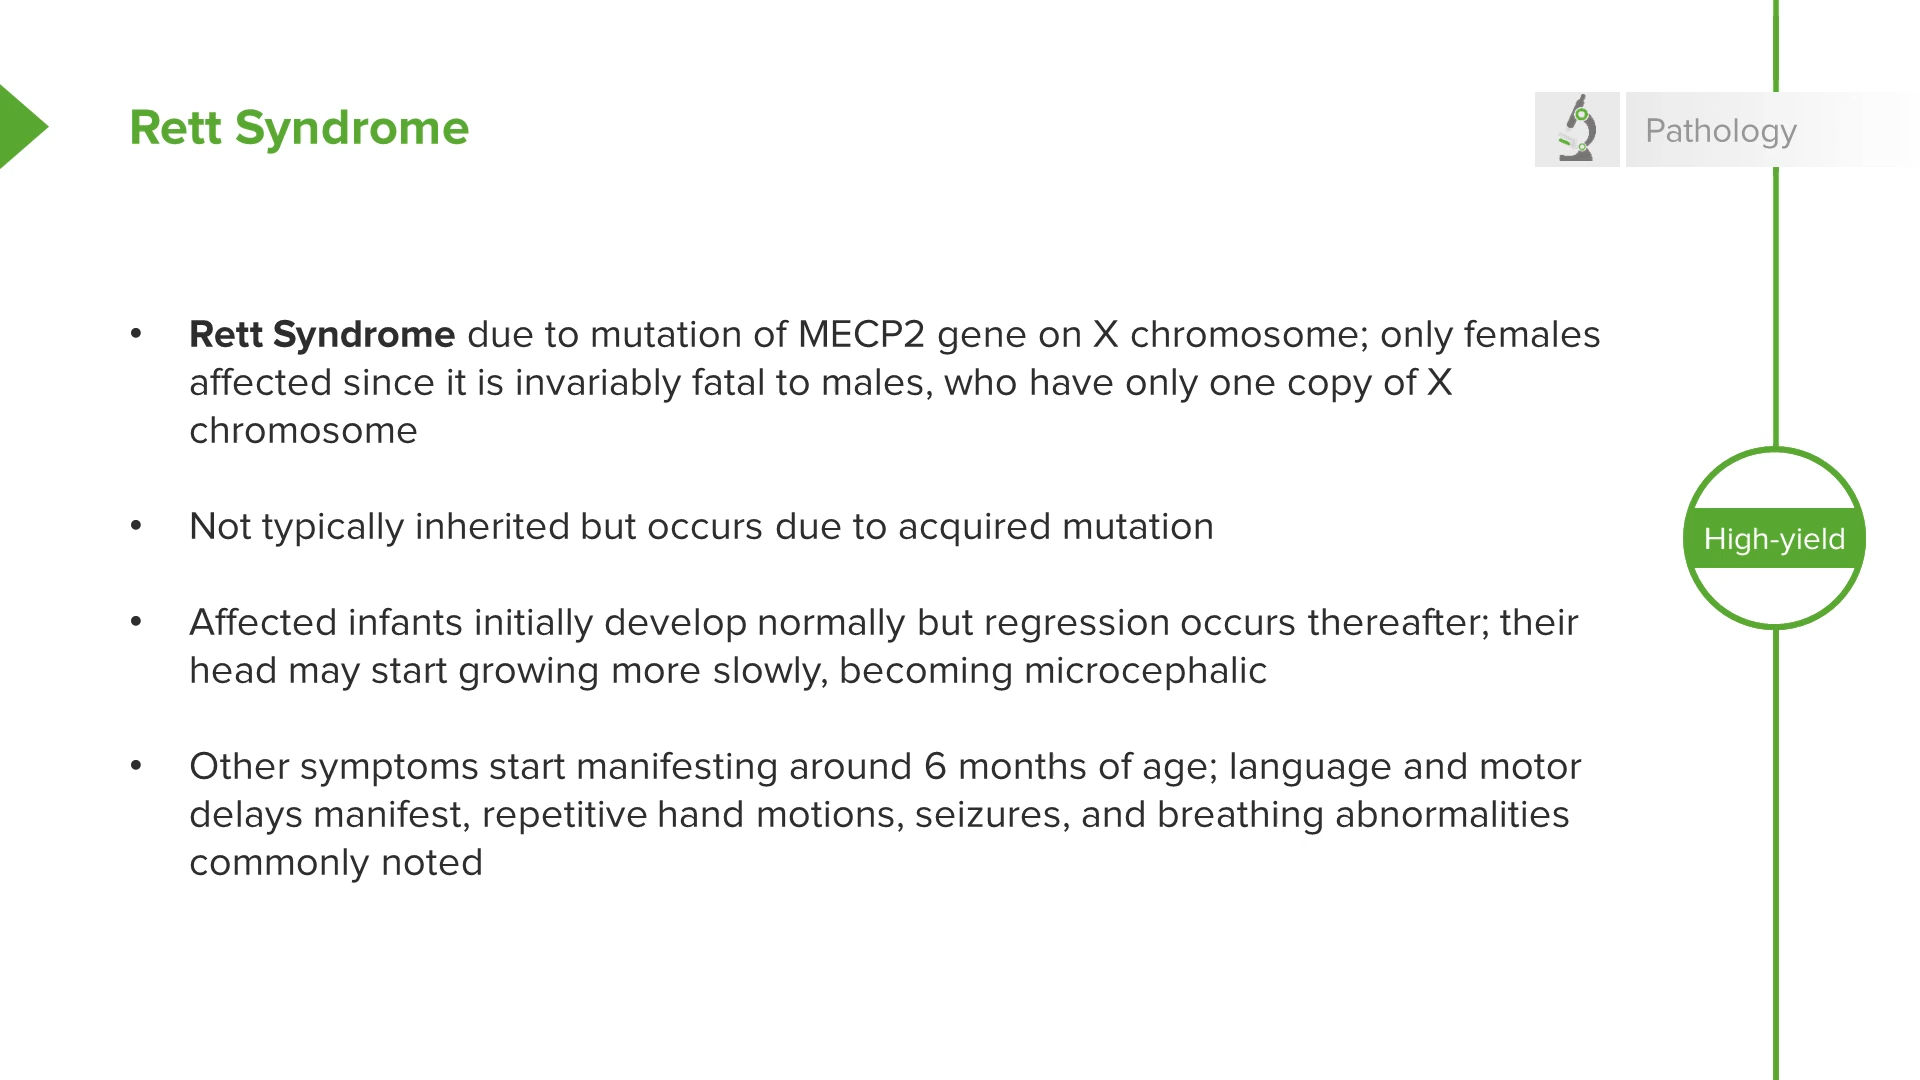 Rett Syndrome
Pathology
• Rett Syndrome due to mutation of MECP2 gene on X chromosome; only females
affected since it is invariably fatal to males, who have only one copy of X
chromosome
• Not typically inherited but occurs due to acquired mutation
• Affected infants initially develop normally but regression occurs thereafter; their
head may start growing more slowly, becoming microcephalic
• Other symptoms start manifesting around 6 months of age; language and motor
delays manifest, repetitive hand motions, seizures, and breathing abnormalities
commonly noted
High-yield